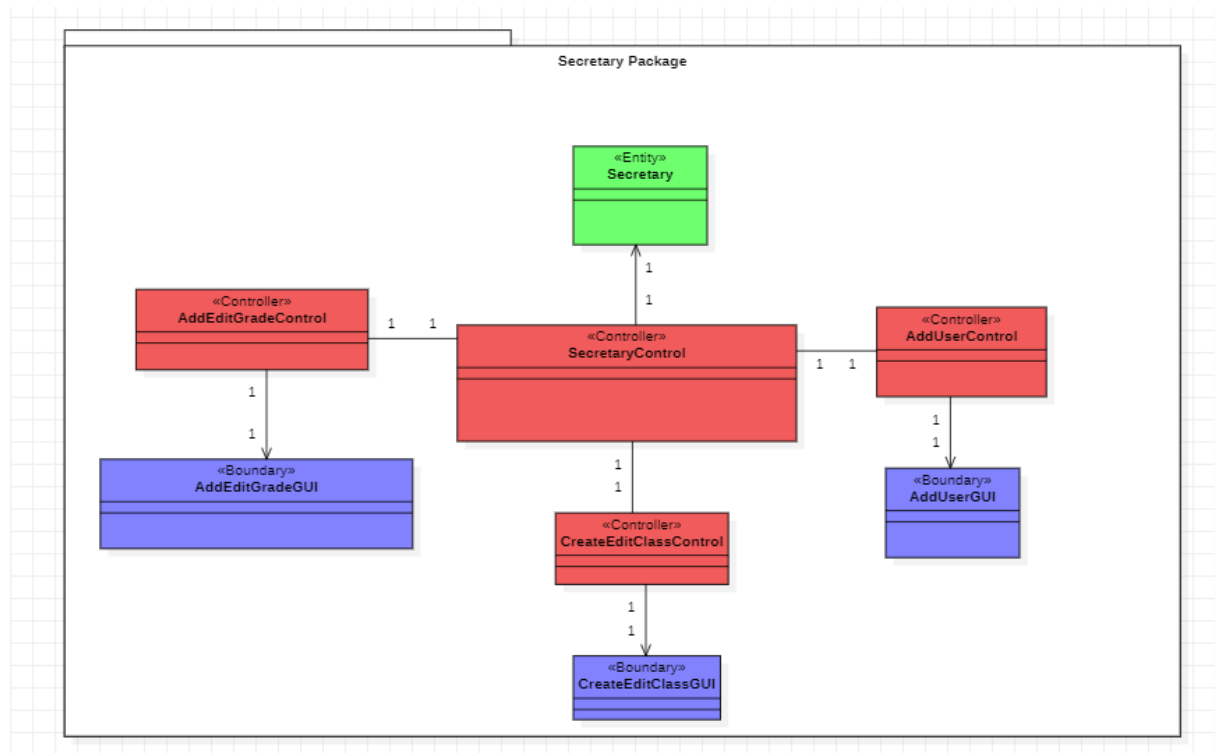 Secretary Package
«Entity»
Secretary
1
1
«Controller»
AddEditGradeControl
1 1
«Controller»
SecretaryControl
«Controller»
AddUserControl
1 1
1
1
«Boundary»
AddEditGradeGUI
1
1
«Boundary»
AddUserGUI
1
1
«Controller»
CreateEditClassControl
1
1
«Boundary»
CreateEditClassGUI